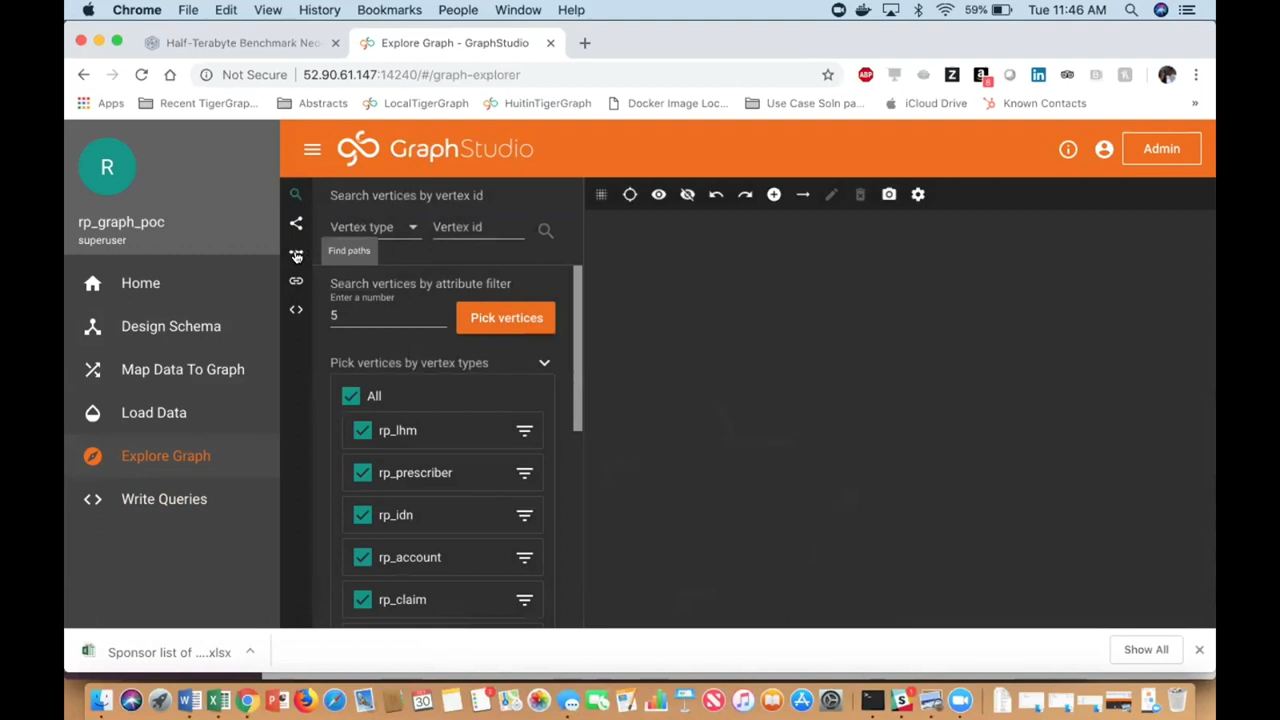 Chrome File Edit View History Bookmarks People Window Help 59% Tue 11:46 AM
Half-Terabyte Benchmark Neo Explore Graph - GraphStudio
Not Secure 52.90.61.147:14240/#/graph-explorer
Apps Recent TigerGrap... Abstracts LocalTigerGraph HuitinTigerGraph Docker Image Loc... Use Case Soln pa... iCloud Drive Known Contacts »
R
GraphStudio
Admin
rp_graph_poc
superuser
Home
Design Schema
Map Data To Graph
Load Data
Explore Graph
Write Queries
Search vertices by vertex id
Vertex type Vertex id
Find paths
Search vertices by attribute filter
Enter a number
5
Pick vertices
Pick vertices by vertex types
All
rp_lhm
rp_prescriber
rp_idn
rp_account
rp_claim
Sponsor list of ....xlsx
Show All